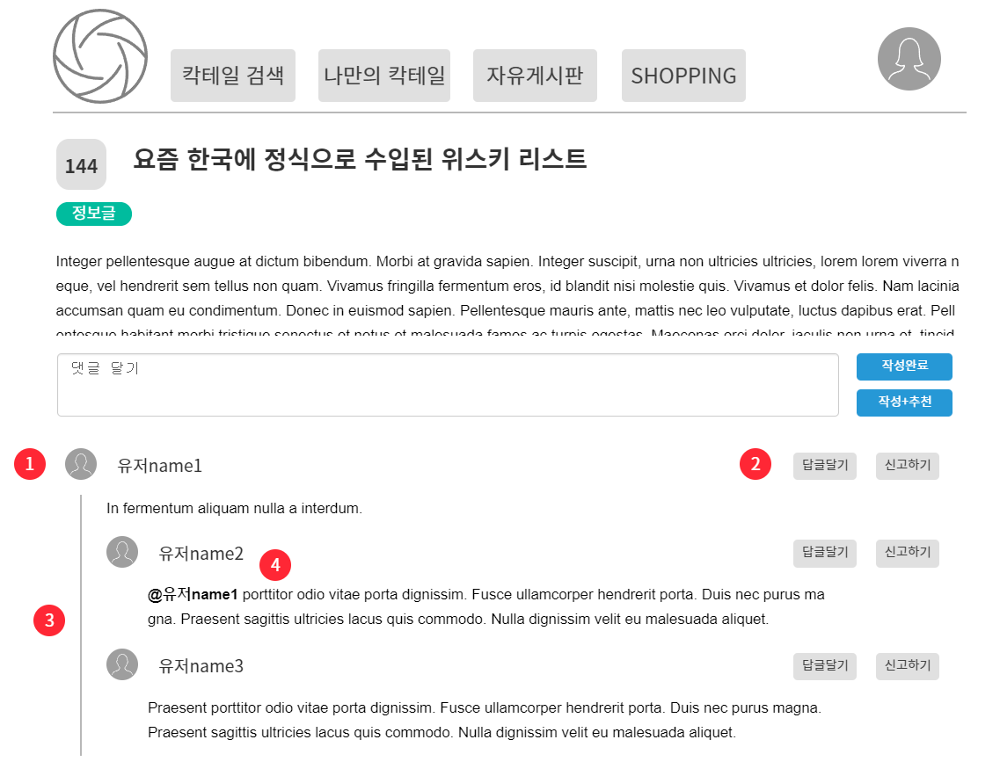 칵테일 검색
나만의 칵테일
자유게시판
SHOPPING
144
요즘 한국에 정식으로 수입된 위스키 리스트
정보글
Integer pellentesque augue at dictum bibendum. Morbi at gravida sapien. Integer suscipit, urna non ultricies ultricies, lorem lorem viverra n
eque, vel hendrerit sem tellus non quam. Vivamus fringilla fermentum eros, id blandit nisi molestie quis. Vivamus et dolor felis. Nam lacinia
accumsan quam eu condimentum. Donec in euismod sapien. Pellentesque mauris ante, mattis nec leo vulputate, luctus dapibus erat. Pell
entesque habitant morbi tristique senectus et netus et malesuada fames ac turpis egestas. Maecenas orci dolor, iaculis non urna et, tincid
댓글 달기
작성완료
작성+추천
1
유저name1
2
답글달기
신고하기
In fermentum aliquam nulla a interdum.
유저name2
4
답글달기
신고하기
@유저name1 porttitor odio vitae porta dignissim. Fusce ullamcorper hendrerit porta. Duis nec purus ma
gna. Praesent sagittis ultricies lacus quis commodo. Nulla dignissim velit eu malesuada aliquet.
3
유저name3
답글달기
신고하기
Praesent porttitor odio vitae porta dignissim. Fusce ullamcorper hendrerit porta. Duis nec purus magna.
Praesent sagittis ultricies lacus quis commodo. Nulla dignissim velit eu malesuada aliquet.